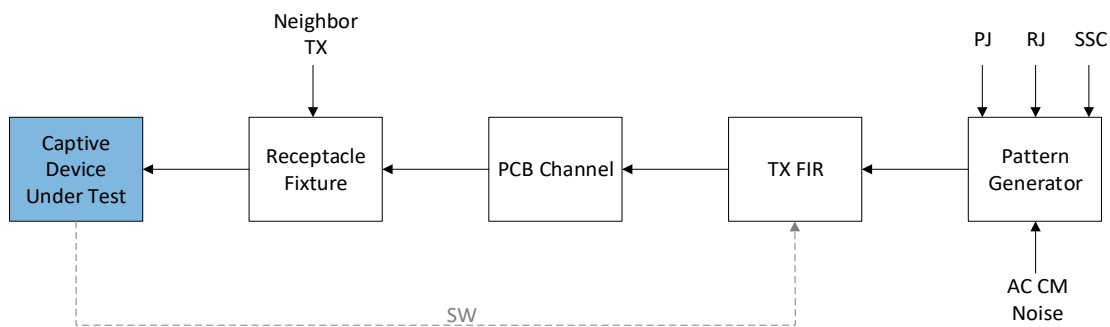 Neighbor
TX
PJ
RJ
SSC
Captive
Device
Under Test
Receptacle
Fixture
PCB Channel
TX FIR
Pattern
Generator
SW
AC CM
Noise